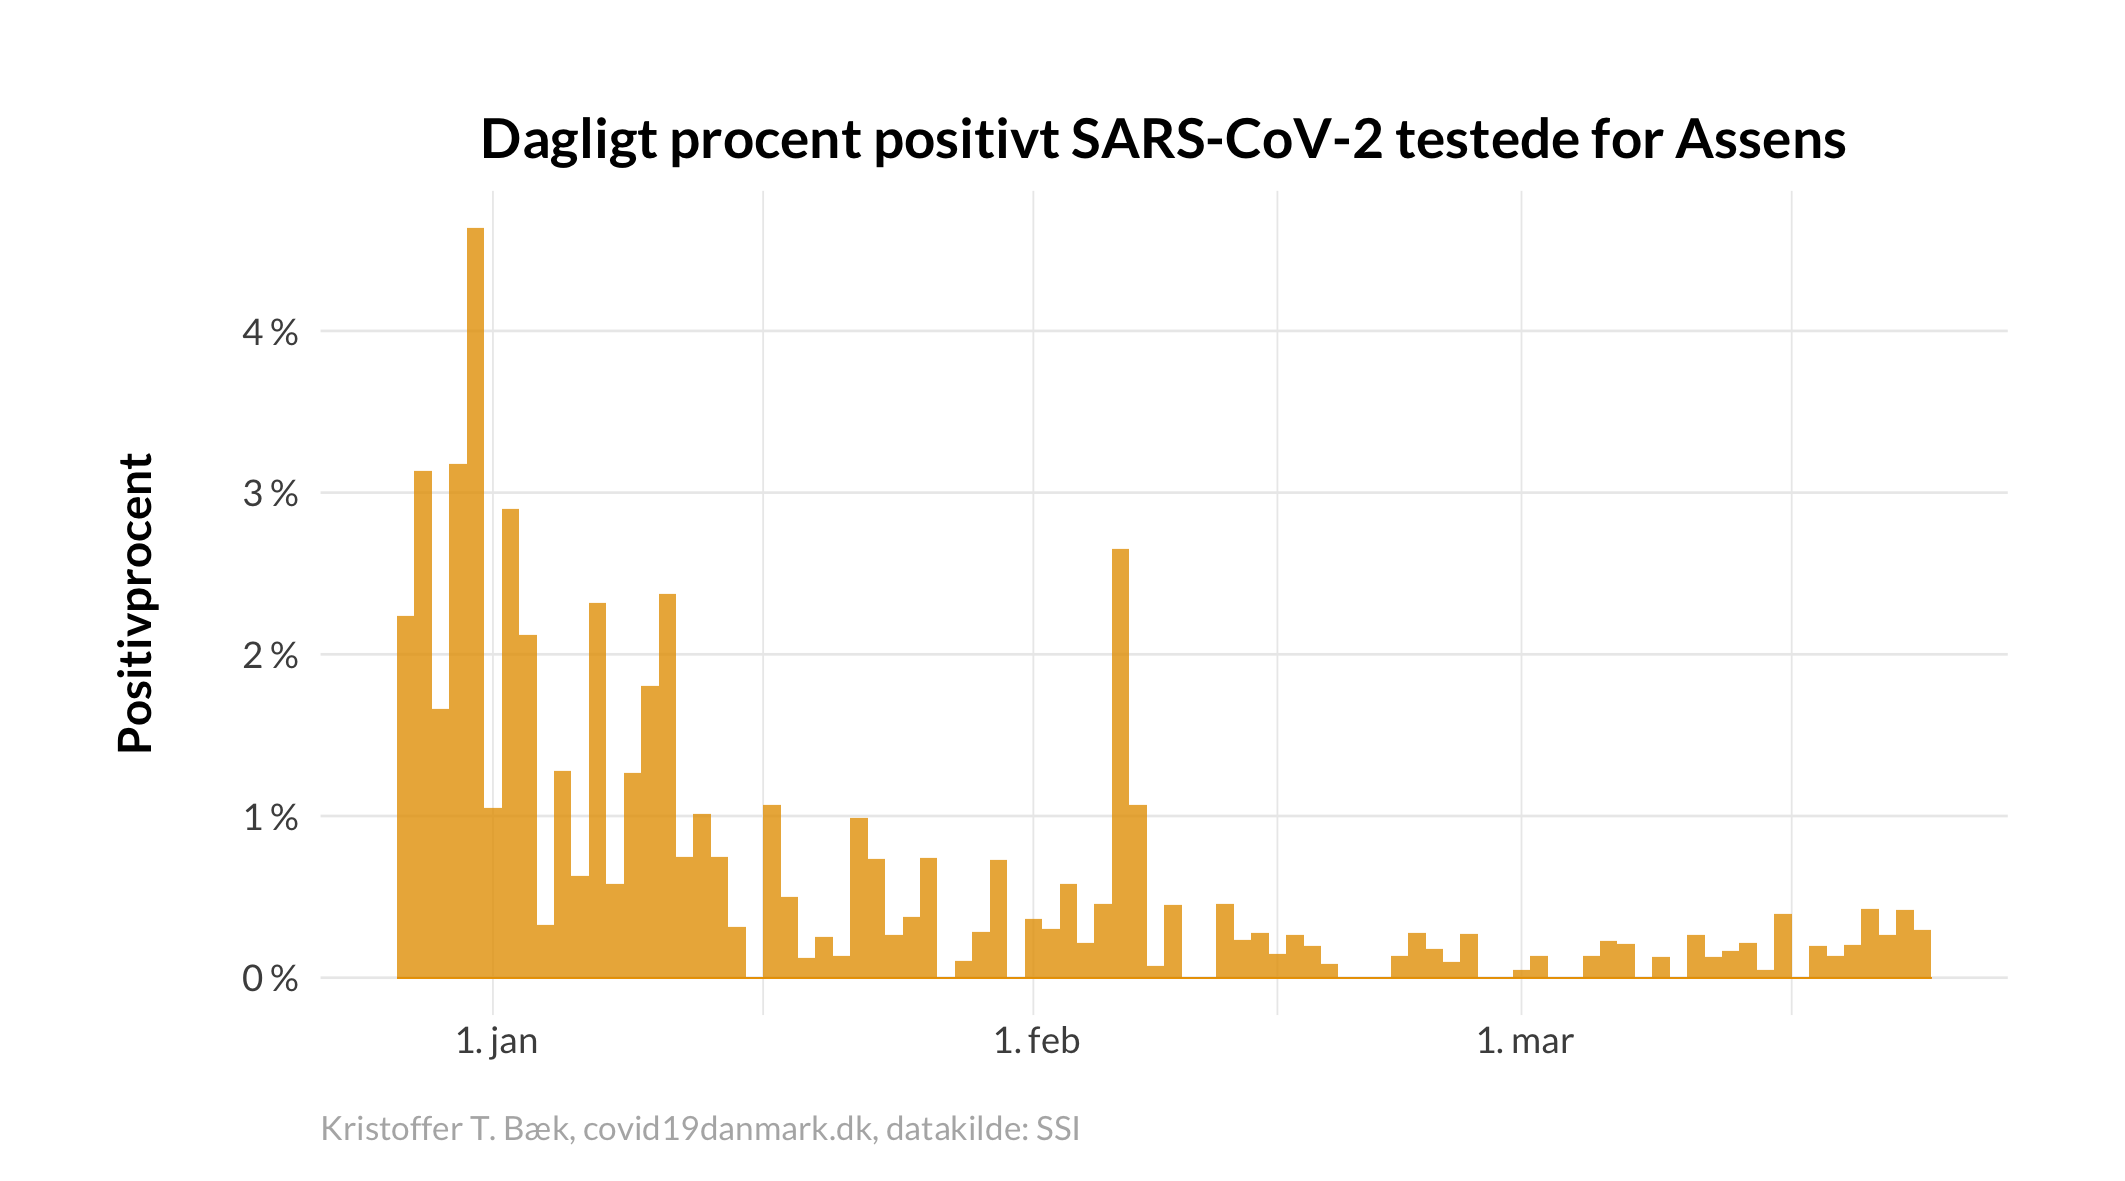 Dagligt procent positivt SARS-CoV-2 testede for Assens
Positivprocent
4 %
3 %
2 %
1 %
0 %
1. jan
1. feb
1. mar
Kristoffer T. Bæk, covid19danmark.dk, datakilde: SSI